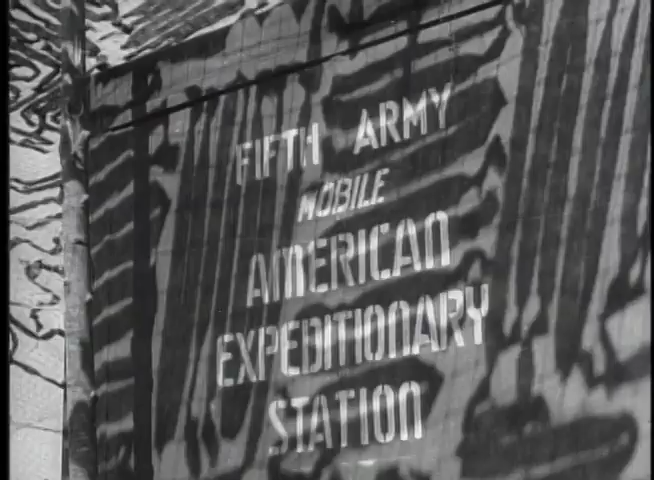 FIFTH ARMY
MOBILE
AMERICAN
EXPEDITIONARY
STATION